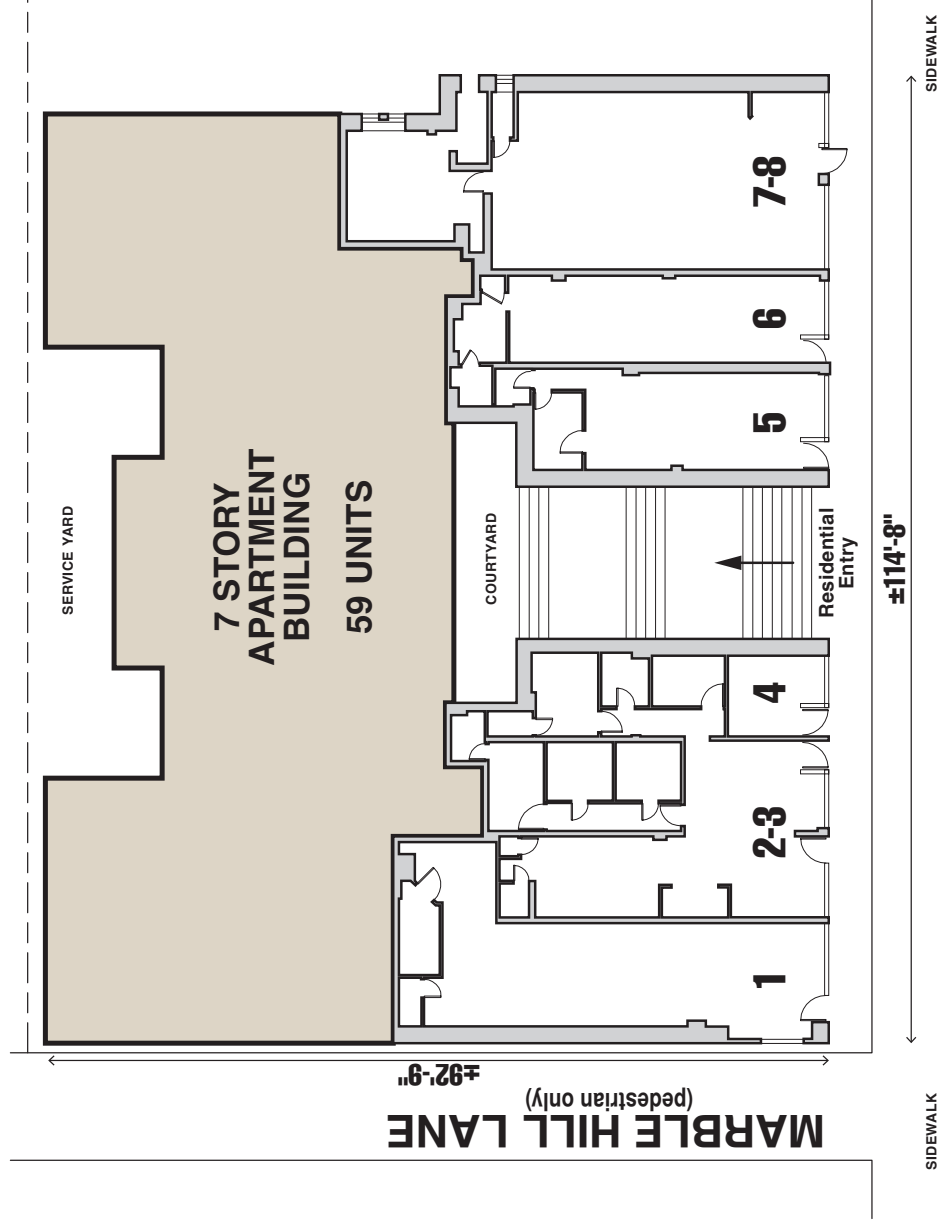 SERVICE YARD
7 STORY
APARTMENT
BUILDING
59 UNITS
COURTYARD
1
2-3
4
5
6
7-8
Residential
Entry
±114'-8"
±92'-9"
MARBLE HILL LANE
(pedestrian only)
SIDEWALK
SIDEWALK